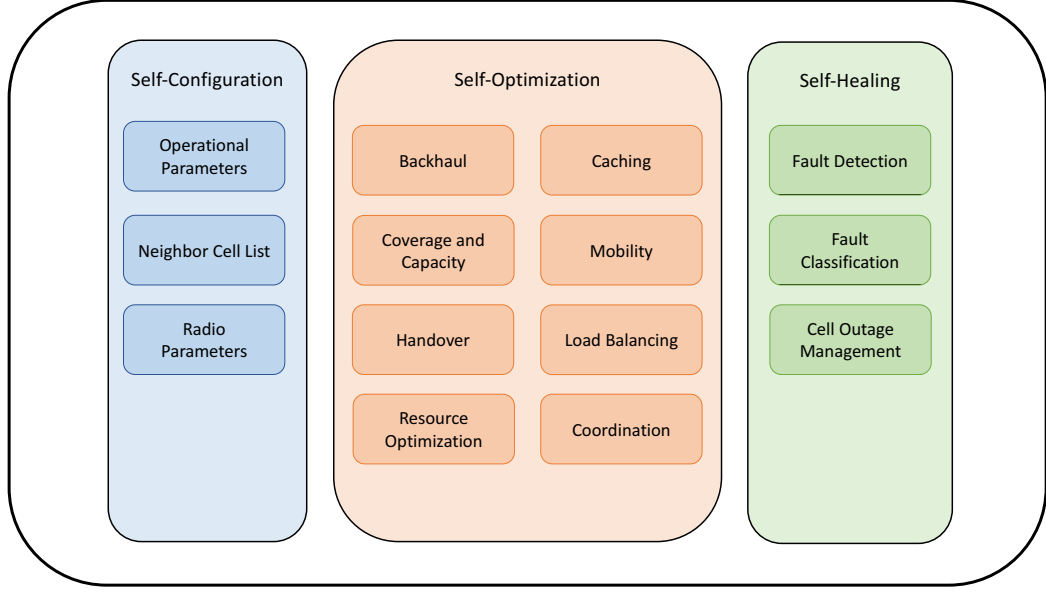 Self-Configuration
Operational
Parameters
Neighbor Cell List
Radio
Parameters
Self-Optimization
Backhaul
Caching
Coverage and
Capacity
Mobility
Handover
Load Balancing
Resource
Optimization
Coordination
Self-Healing
Fault Detection
Fault
Classification
Cell Outage
Management